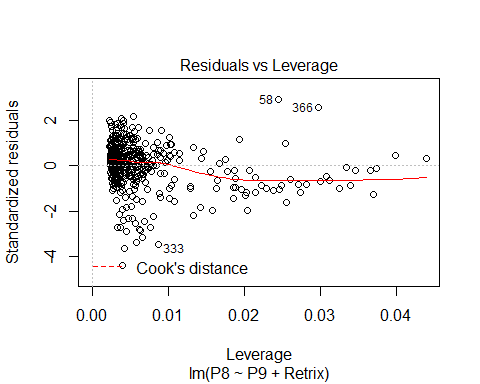 Residuals vs Leverage
Standardized residuals
2
0
-2
-4
58
366
333
Cook's distance
0.00 0.01 0.02 0.03 0.04
Leverage
lm(P8 ~ P9 + Retrix)